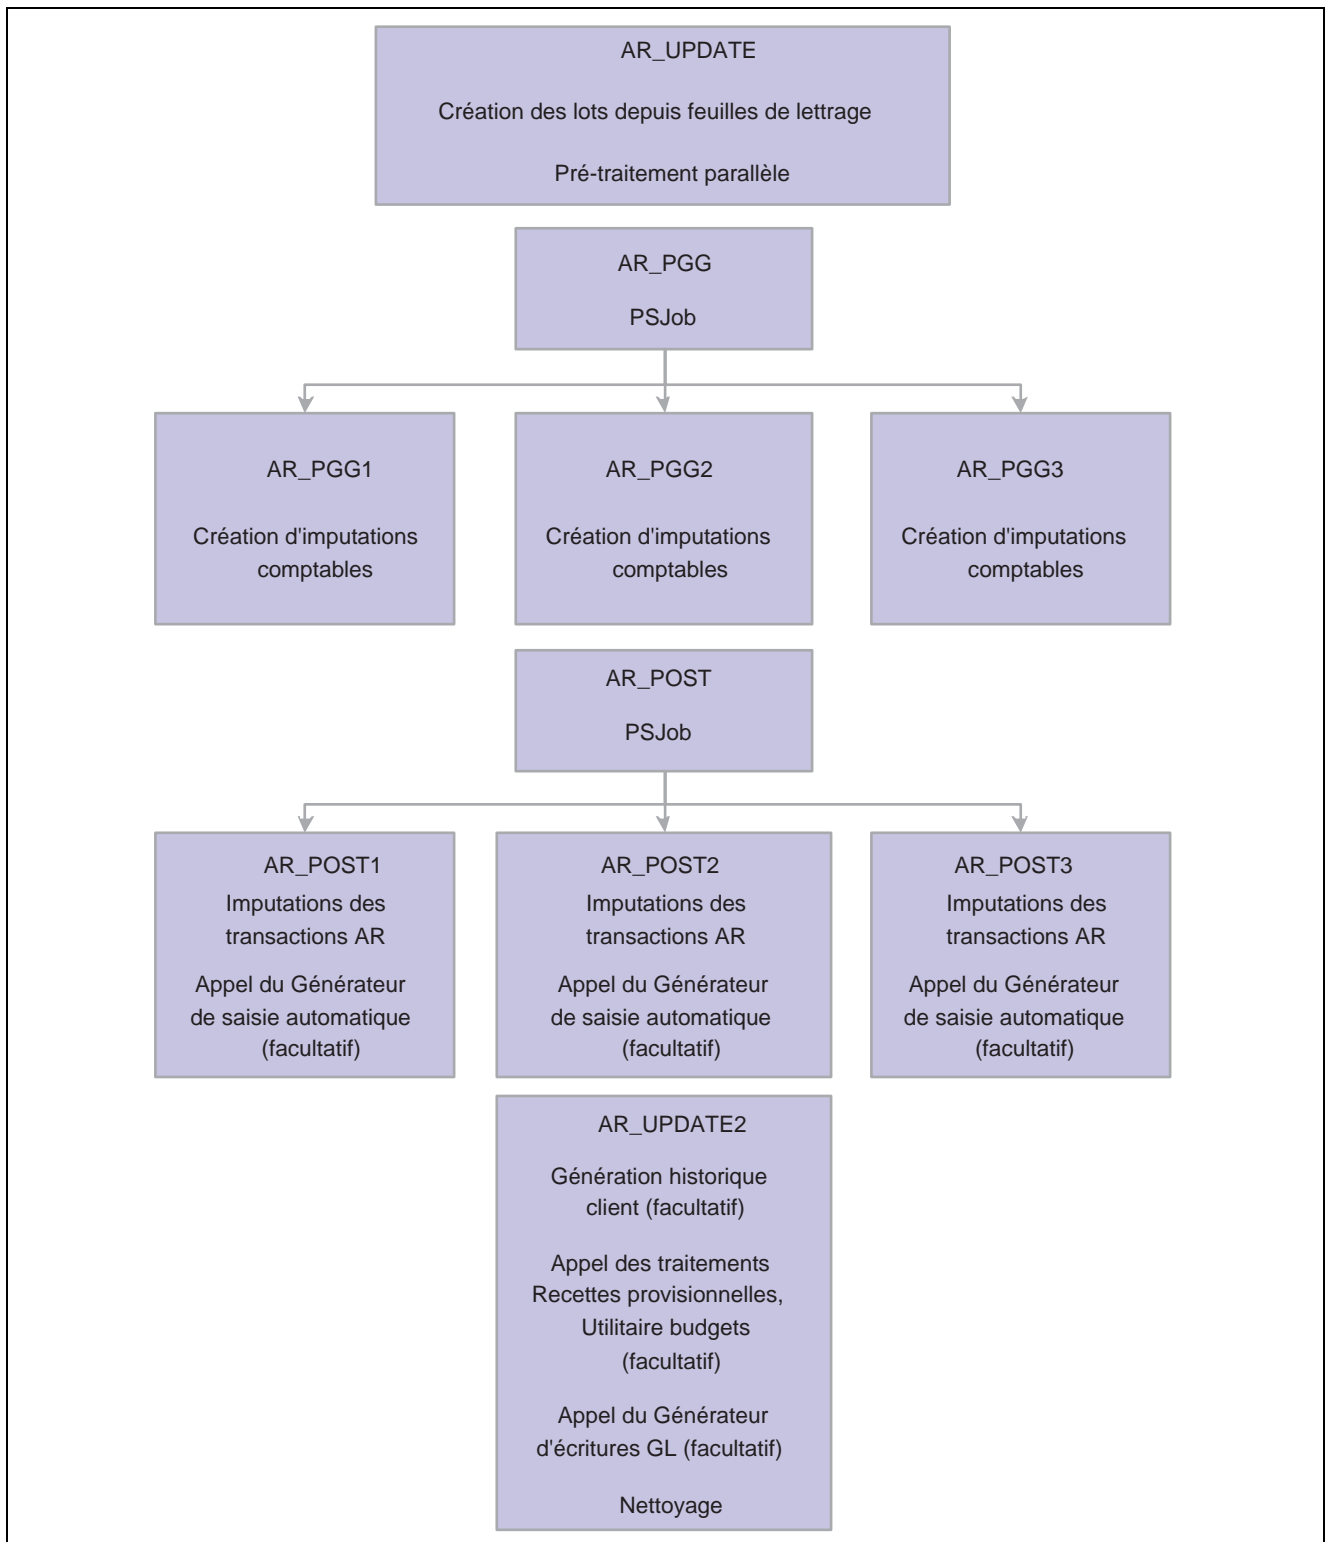 AR_UPDATE
Création des lots depuis feuilles de lettrage
Pré-traitement parallèle
AR_PGG
PSJob
AR_PGG1
Création d'imputations
comptables
AR_PGG2
Création d'imputations
comptables
AR_PGG3
Création d'imputations
comptables
AR_POST
PSJob
AR_POST1
Imputations des
transactions AR
Appel du Générateur
de saisie automatique
(facultatif)
AR_POST2
Imputations des
transactions AR
Appel du Générateur
de saisie automatique
(facultatif)
AR_POST3
Imputations des
transactions AR
Appel du Générateur
de saisie automatique
(facultatif)
AR_UPDATE2
Génération historique
client (facultatif)
Appel des traitements
Recettes provisionnelles,
Utilitaire budgets
(facultatif)
Appel du Générateur
d'écritures GL (facultatif)
Nettoyage